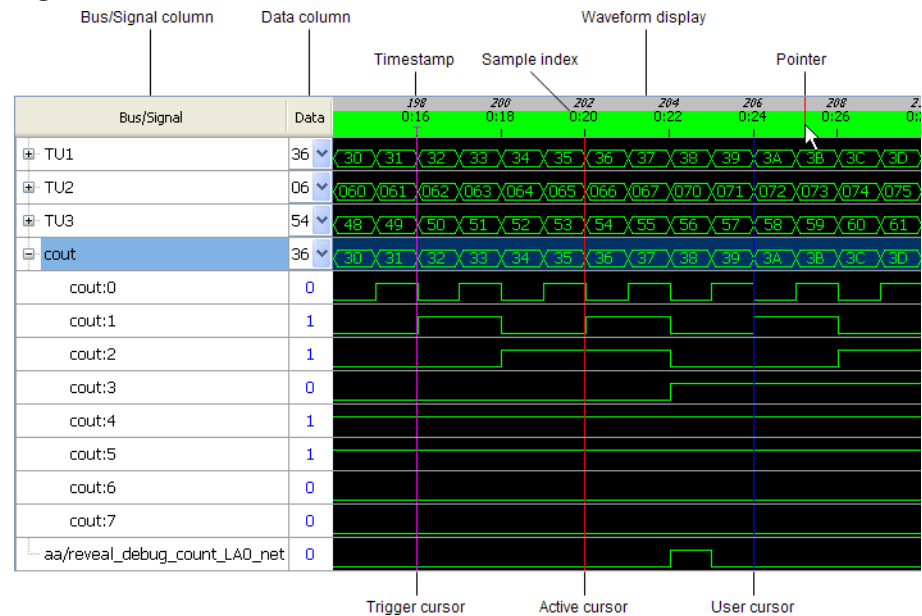 Bus/Signal column Data column Waveform display
Timestamp Sample index Pointer
198 200 202 204 206 208
Bus/Signal Data 0:16 0:18 0:20 0:22 0:24 0:26
TU1 36 30 31 32 33 34 35 36 37 38 39 3A 3B 3C 3D
TU2 06 060 061 062 063 064 065 066 067 070 071 072 073 074 075
TU3 54 48 49 50 51 52 53 54 55 56 57 58 59 60 61
cout 36 30 31 32 33 34 35 36 37 38 39 3A 3B 3C 3D
cout:0 0
cout:1 1
cout:2 1
cout:3 0
cout:4 1
cout:5 1
cout:6 0
cout:7 0
aa/reveal_debug_count_LA0_net 0
Trigger cursor Active cursor User cursor